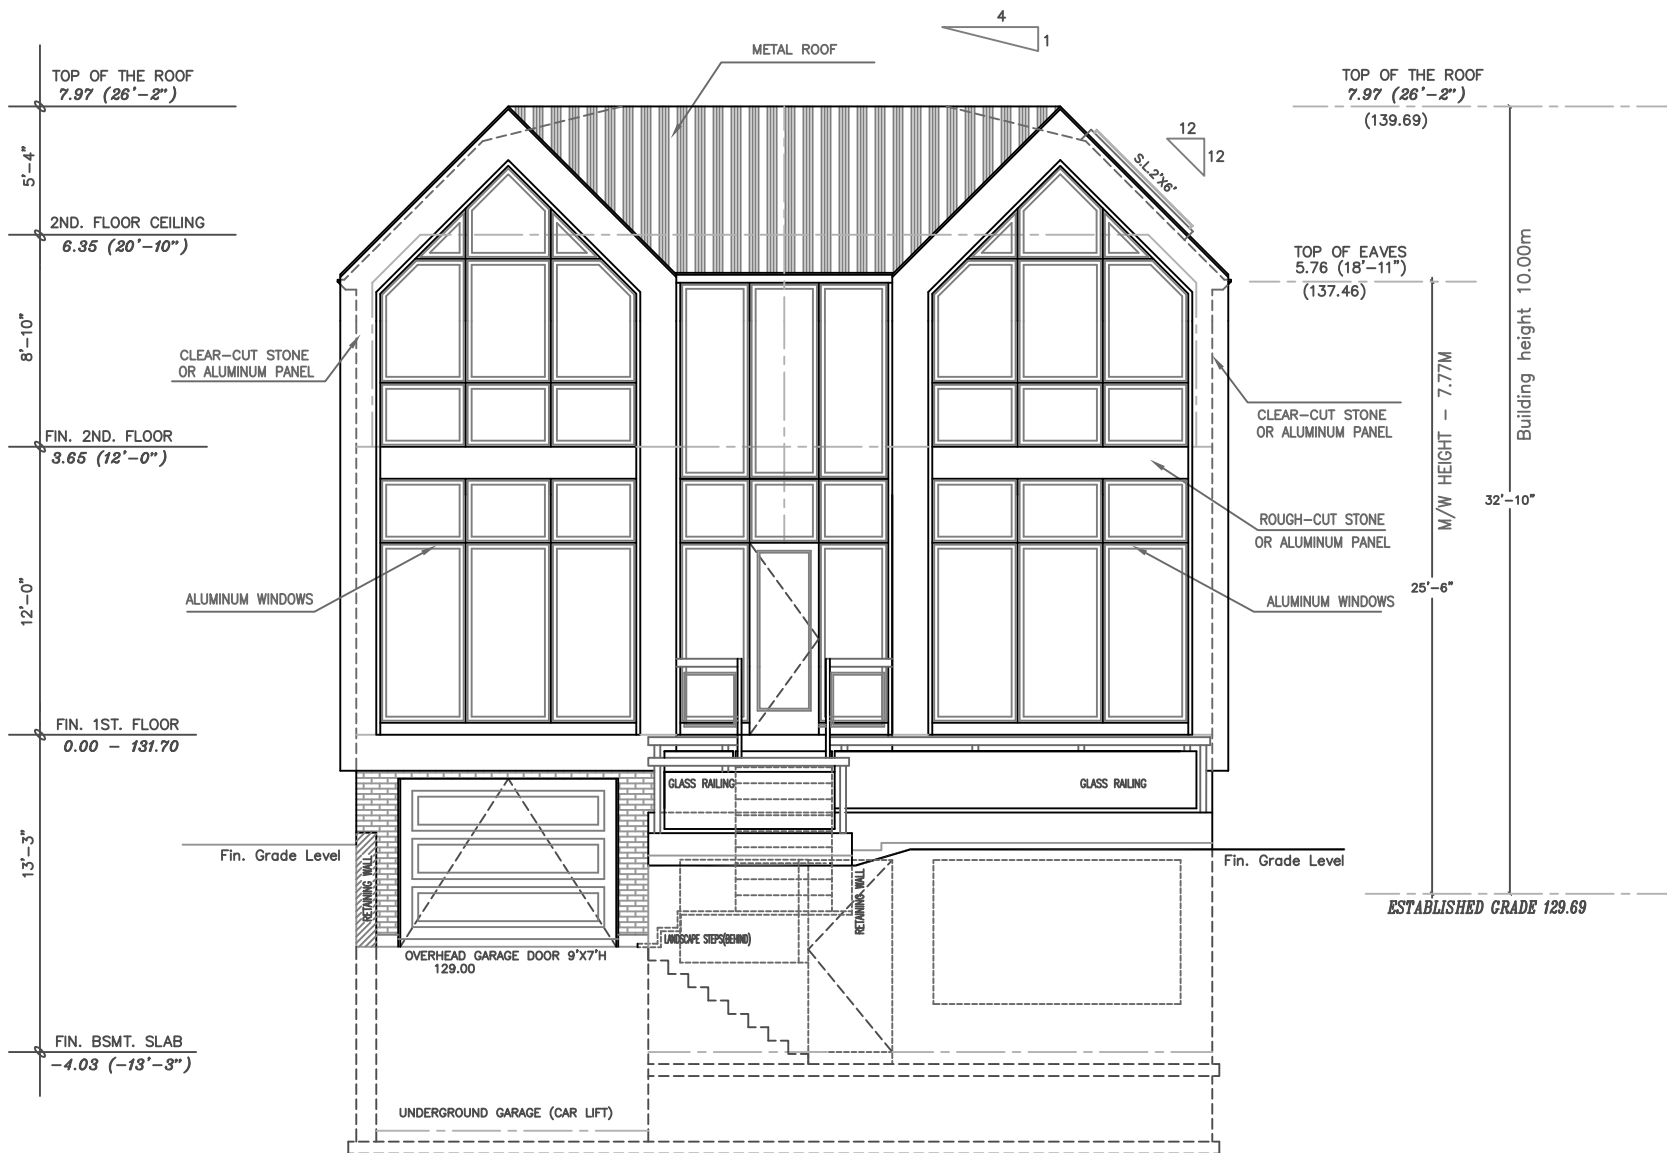 4
1
METAL ROOF
TOP OF THE ROOF
7.97 (26'-2")
TOP OF THE ROOF
7.97 (26'-2")
(139.69)
12
12
S.L.2'X6'
5'-4"
2ND. FLOOR CEILING
6.35 (20'-10")
TOP OF EAVES
5.76 (18'-11")
(137.46)
Building height 10.00m
8'-10"
CLEAR-CUT STONE
OR ALUMINUM PANEL
M/W HEIGHT - 7.77M
CLEAR-CUT STONE
OR ALUMINUM PANEL
FIN. 2ND. FLOOR
3.65 (12'-0")
32'-10"
ROUGH-CUT STONE
OR ALUMINUM PANEL
12'-0"
ALUMINUM WINDOWS
25'-6"
ALUMINUM WINDOWS
FIN. 1ST. FLOOR
0.00 - 131.70
GLASS RAILING
GLASS RAILING
13'-3"
Fin. Grade Level
Fin. Grade Level
RETAINING WALL
RETAINING WALL
ESTABLISHED GRADE 129.69
LANDSCAPE STEPS(BEHIND)
OVERHEAD GARAGE DOOR 9'X7'H
129.00
FIN. BSMT. SLAB
-4.03 (-13'-3")
UNDERGROUND GARAGE (CAR LIFT)